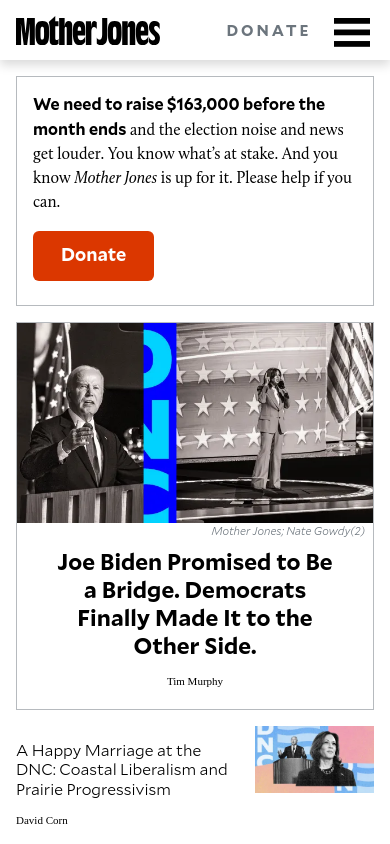 Mother Jones
DONATE
We need to raise $163,000 before the
month ends and the election noise and news
get louder. You know what's at stake. And you
know Mother Jones is up for it. Please help if you
can.
Donate
Mother Jones; Nate Gowdy(2)
Joe Biden Promised to Be
a Bridge. Democrats
Finally Made It to the
Other Side.
Tim Murphy
A Happy Marriage at the
DNC: Coastal Liberalism and
Prairie Progressivism
David Corn